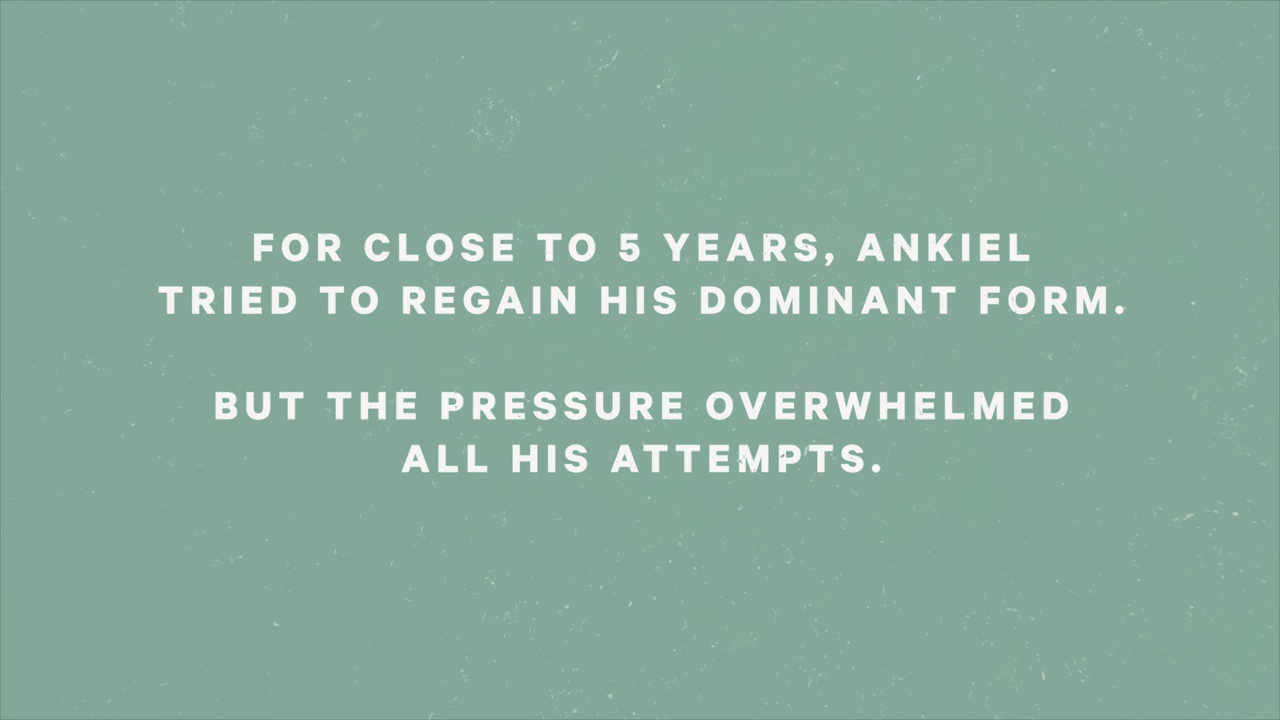 FOR CLOSE TO 5 YEARS, ANKIEL
TRIED TO REGAIN HIS DOMINANT FORM.
BUT THE PRESSURE OVERWHELMED
ALL HIS ATTEMPTS.